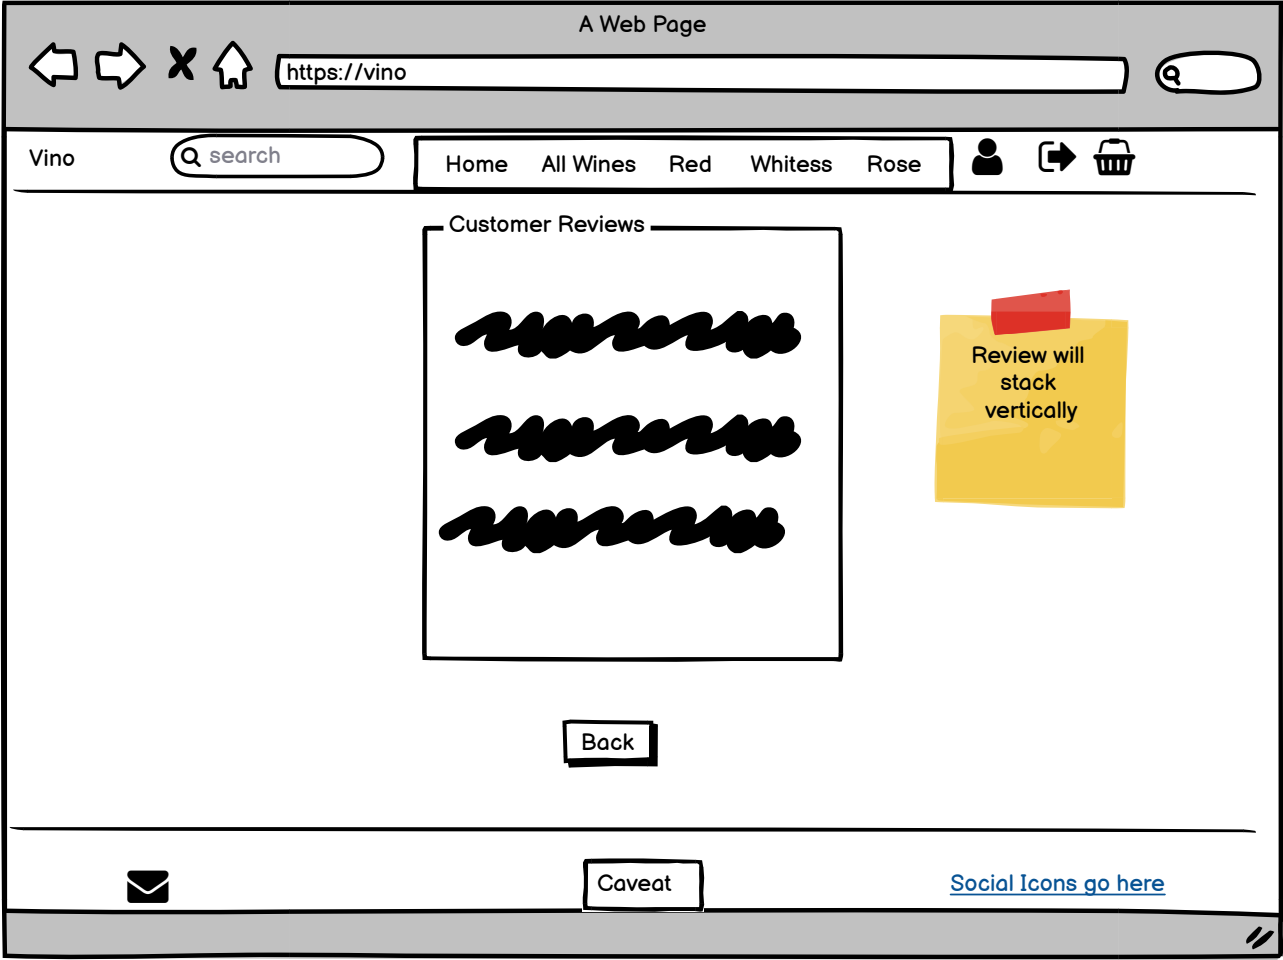 A Web Page
https://vino
Vino
search
Home All Wines Red Whitess Rose
Customer Reviews
Review will
stack
vertically
Back
Caveat
Social Icons go here